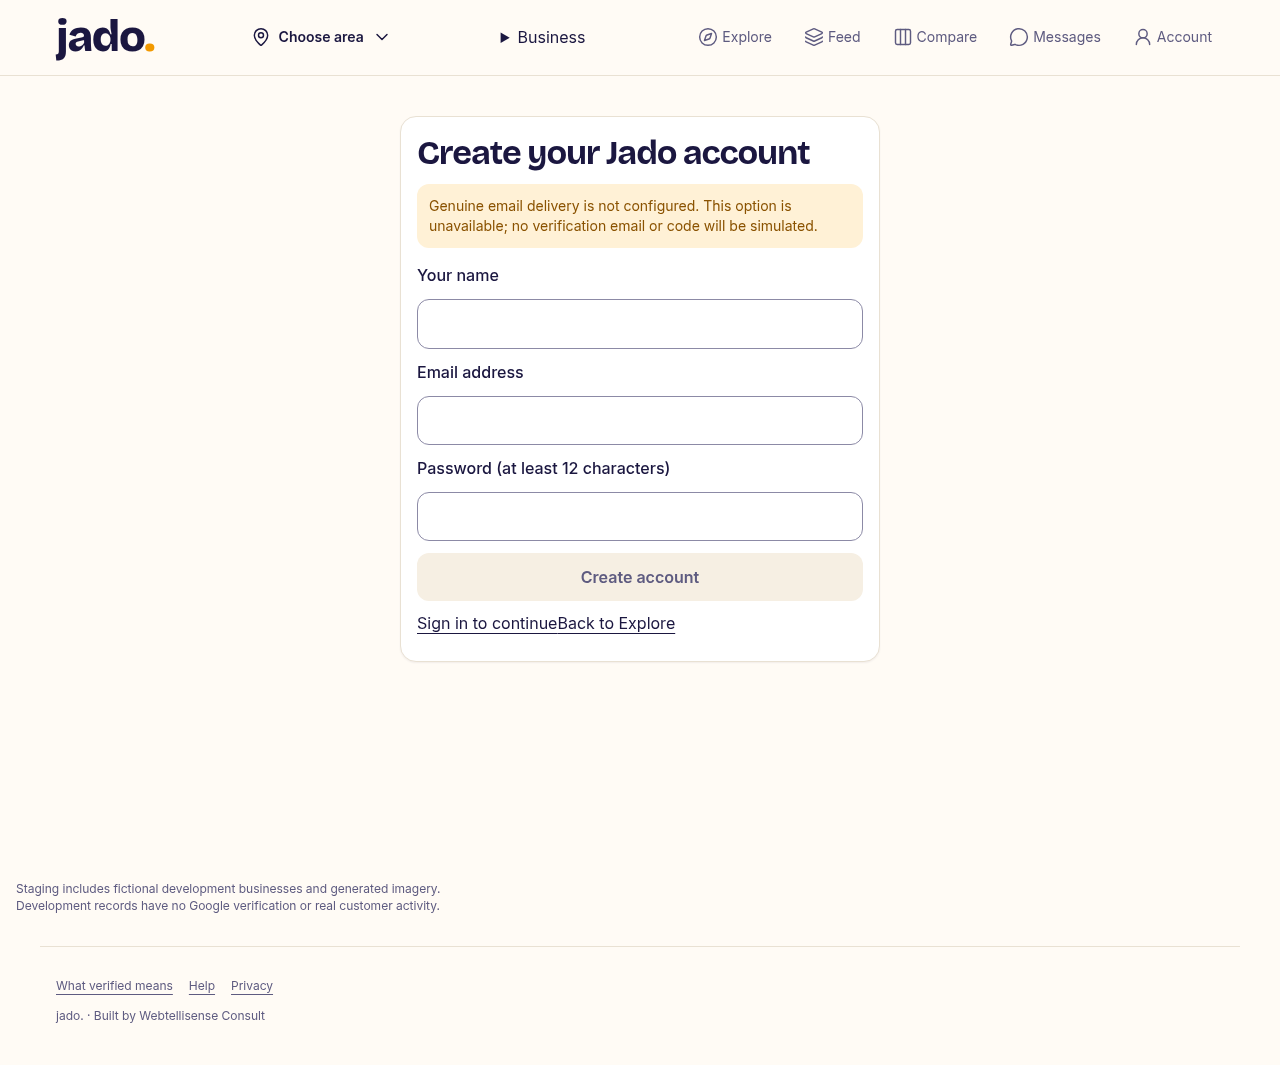 jado.
Choose area
Business
Explore
Feed
Compare
Messages
Account
Create your Jado account
Genuine email delivery is not configured. This option is
unavailable; no verification email or code will be simulated.
Your name
Email address
Password (at least 12 characters)
Create account
Sign in to continueBack to Explore
Staging includes fictional development businesses and generated imagery.
Development records have no Google verification or real customer activity.
What verified means Help Privacy
jado. · Built by Webtellisense Consult